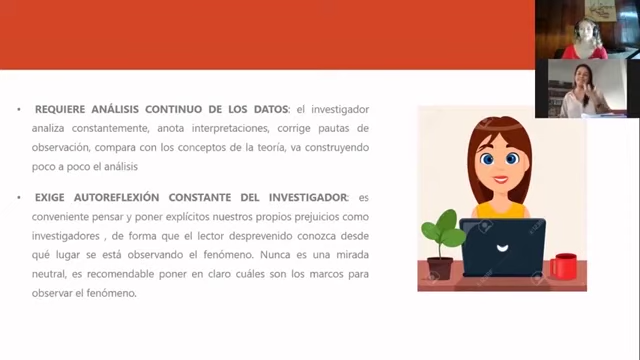 • REQUIERE ANÁLISIS CONTINUO DE LOS DATOS: el investigador
analiza constantemente, anota interpretaciones, corrige pautas de
observación, compara con los conceptos de la teoría, va construyendo
poco a poco el análisis
• EXIGE AUTOREFLEXIÓN CONSTANTE DEL INVESTIGADOR: es
conveniente pensar y poner explícitos nuestros propios prejuicios como
investigadores , de forma que el lector desprevenido conozca desde
qué lugar se está observando el fenómeno. Nunca es una mirada
neutral, es recomendable poner en claro cuáles son los marcos para
observar el fenómeno.